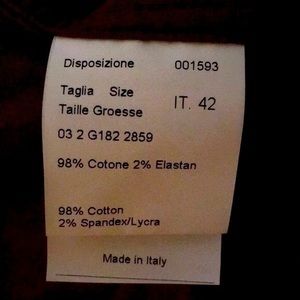 Disposizione 001593
Taglia Size
Taille Groesse IT. 42
03 2 G182 2859
98% Cotone 2% Elastan
98% Cotton
2% Spandex/Lycra
Made in Italy